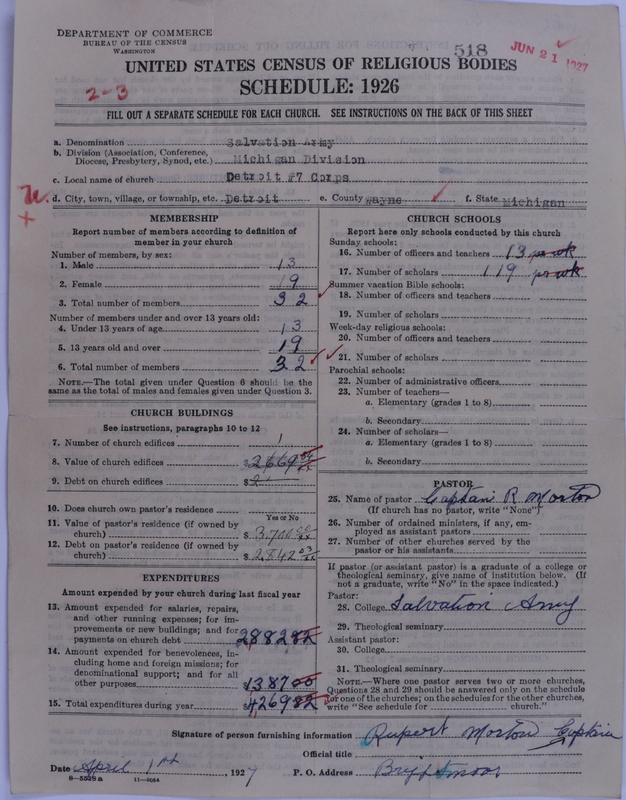 DEPARTMENT OF COMMERCE
BUREAU OF THE CENSUS
WASHINGTON
518
JUN 21 1927
UNITED STATES CENSUS OF RELIGIOUS BODIES
SCHEDULE: 1926
2-3
FILL OUT A SEPARATE SCHEDULE FOR EACH CHURCH. SEE INSTRUCTIONS ON THE BACK OF THIS SHEET
a. Denomination Salvation Army
b. Division (Association, Conference, Diocese, Presbytery, Synod, etc.) Michigan Division
c. Local name of church Detroit #7 Corps
d. City, town, village, or township, etc. Detroit e. County Wayne f. State Michigan
MEMBERSHIP
Report number of members according to definition of
member in your church
Number of members, by sex:
1. Male 13
2. Female 19
3. Total number of members 32
Number of members under and over 13 years old:
4. Under 13 years of age 13
5. 13 years old and over 19
6. Total number of members 32
NOTE.—The total given under Question 6 should be the
same as the total of males and females given under Question 3.
CHURCH BUILDINGS
See instructions, paragraphs 10 to 12
7. Number of church edifices 1
8. Value of church edifices $
9. Debt on church edifices $
10. Does church own pastor's residence
Yes or No
11. Value of pastor's residence (if owned by
church) $ 3,700
12. Debt on pastor's residence (if owned by
church) $ 2,842
EXPENDITURES
Amount expended by your church during last fiscal year
13. Amount expended for salaries, repairs,
and other running expenses; for im-
provements or new buildings; and for
payments on church debt 288282
14. Amount expended for benevolences, in-
cluding home and foreign missions; for
denominational support; and for all
other purposes 138700
15. Total expenditures during year $426982
CHURCH SCHOOLS
Report here only schools conducted by this church
Sunday schools:
16. Number of officers and teachers 13 per wk
17. Number of scholars 119 per wk
Summer vacation Bible schools:
18. Number of officers and teachers
19. Number of scholars
Week-day religious schools:
20. Number of officers and teachers
21. Number of scholars
Parochial schools:
22. Number of administrative officers
23. Number of teachers—
a. Elementary (grades 1 to 8)
b. Secondary
24. Number of scholars—
a. Elementary (grades 1 to 8)
b. Secondary
PASTOR
25. Name of pastor Captain R Morton
(If church has no pastor, write "None")
26. Number of ordained ministers, if any, em-
ployed as assistant pastors
27. Number of other churches served by the
pastor or his assistants
If pastor (or assistant pastor) is a graduate of a college or
theological seminary, give name of institution below. (If
not a graduate, write "No" in the space indicated.)
Pastor:
28. College Salvation Army
29. Theological seminary
Assistant pastor:
30. College
31. Theological seminary
NOTE.—Where one pastor serves two or more churches,
Questions 28 and 29 should be answered only on the schedule
for one of the churches; on the schedules for the other churches,
write "See schedule for church."
Signature of person furnishing information Rupert Morton Captain
Official title
Date April 1st 1927 P. O. Address
8-5528a 11-9084